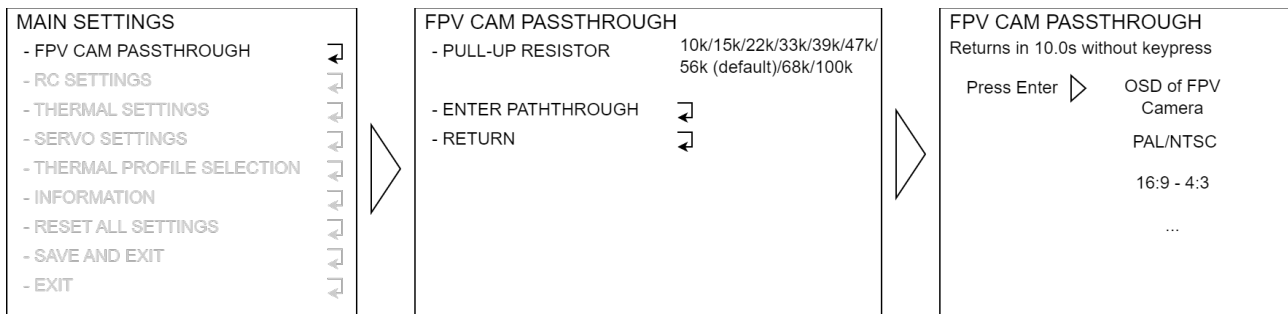 MAIN SETTINGS
- FPV CAM PASSTHROUGH
- RC SETTINGS
- THERMAL SETTINGS
- SERVO SETTINGS
- THERMAL PROFILE SELECTION
- INFORMATION
- RESET ALL SETTINGS
- SAVE AND EXIT
- EXIT
FPV CAM PASSTHROUGH
- PULL-UP RESISTOR
10k/15k/22k/33k/39k/47k/
56k (default)/68k/100k
- ENTER PATHTHROUGH
- RETURN
FPV CAM PASSTHROUGH
Returns in 10.0s without keypress
Press Enter
OSD of FPV
Camera
PAL/NTSC
16:9 - 4:3
...